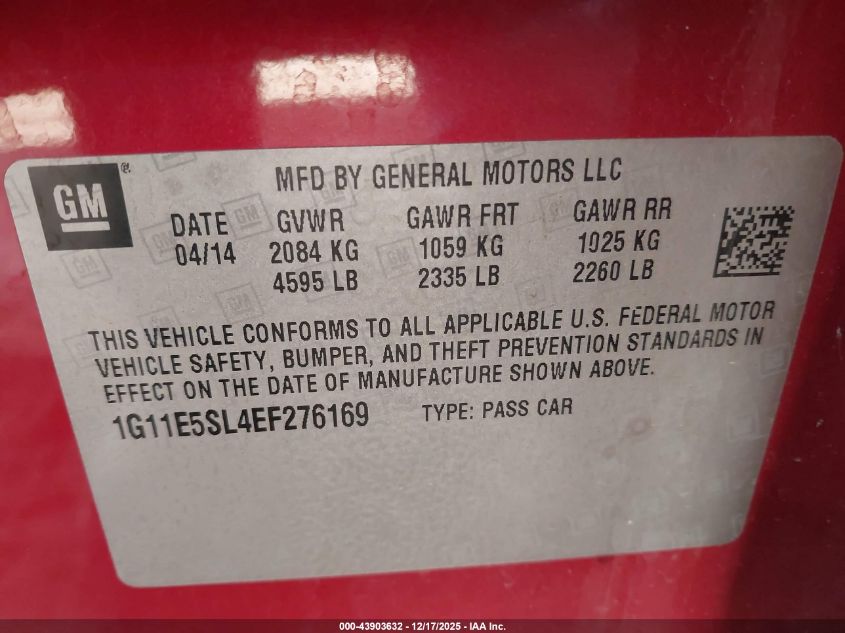 GM
MFD BY GENERAL MOTORS LLC
DATE GVWR GAWR FRT GAWR RR
04/14 2084 KG 1059 KG 1025 KG
4595 LB 2335 LB 2260 LB
THIS VEHICLE CONFORMS TO ALL APPLICABLE U.S. FEDERAL MOTOR
VEHICLE SAFETY, BUMPER, AND THEFT PREVENTION STANDARDS IN
EFFECT ON THE DATE OF MANUFACTURE SHOWN ABOVE.
1G11E5SL4EF276169 TYPE: PASS CAR
000-43903632 - 12/17/2025 - IAA Inc.